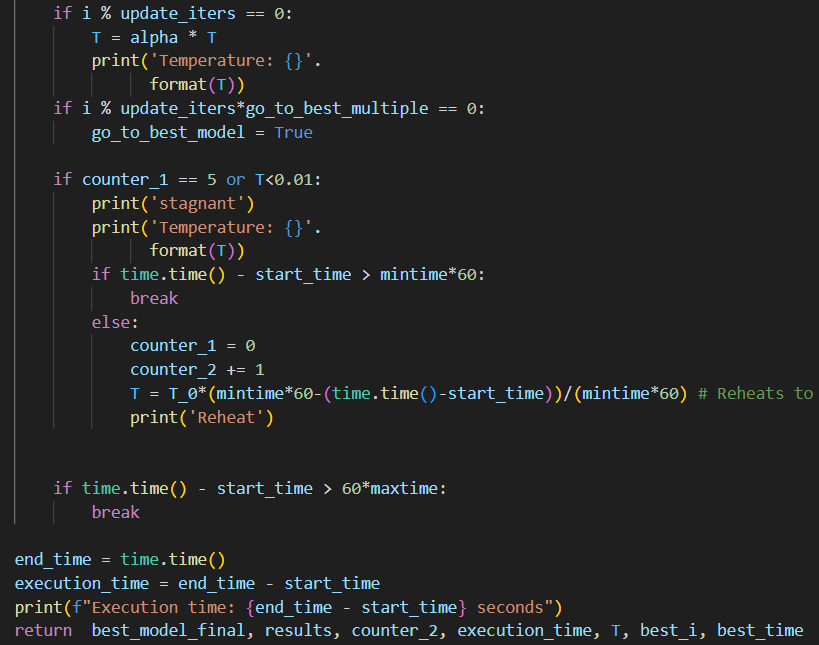 if i % update_iters == 0:
T = alpha * T
print('Temperature: {}'.
format(T))
if i % update_iters*go_to_best_multiple == 0:
go_to_best_model = True
if counter_1 == 5 or T<0.01:
print('stagnant')
print('Temperature: {}'.
format(T))
if time.time() - start_time > mintime*60:
break
else:
counter_1 = 0
counter_2 += 1
T = T_0*(mintime*60-(time.time()-start_time))/(mintime*60) # Reheats to
print('Reheat')
if time.time() - start_time > 60*maxtime:
break
end_time = time.time()
execution_time = end_time - start_time
print(f"Execution time: {end_time - start_time} seconds")
return best_model_final, results, counter_2, execution_time, T, best_i, best_time